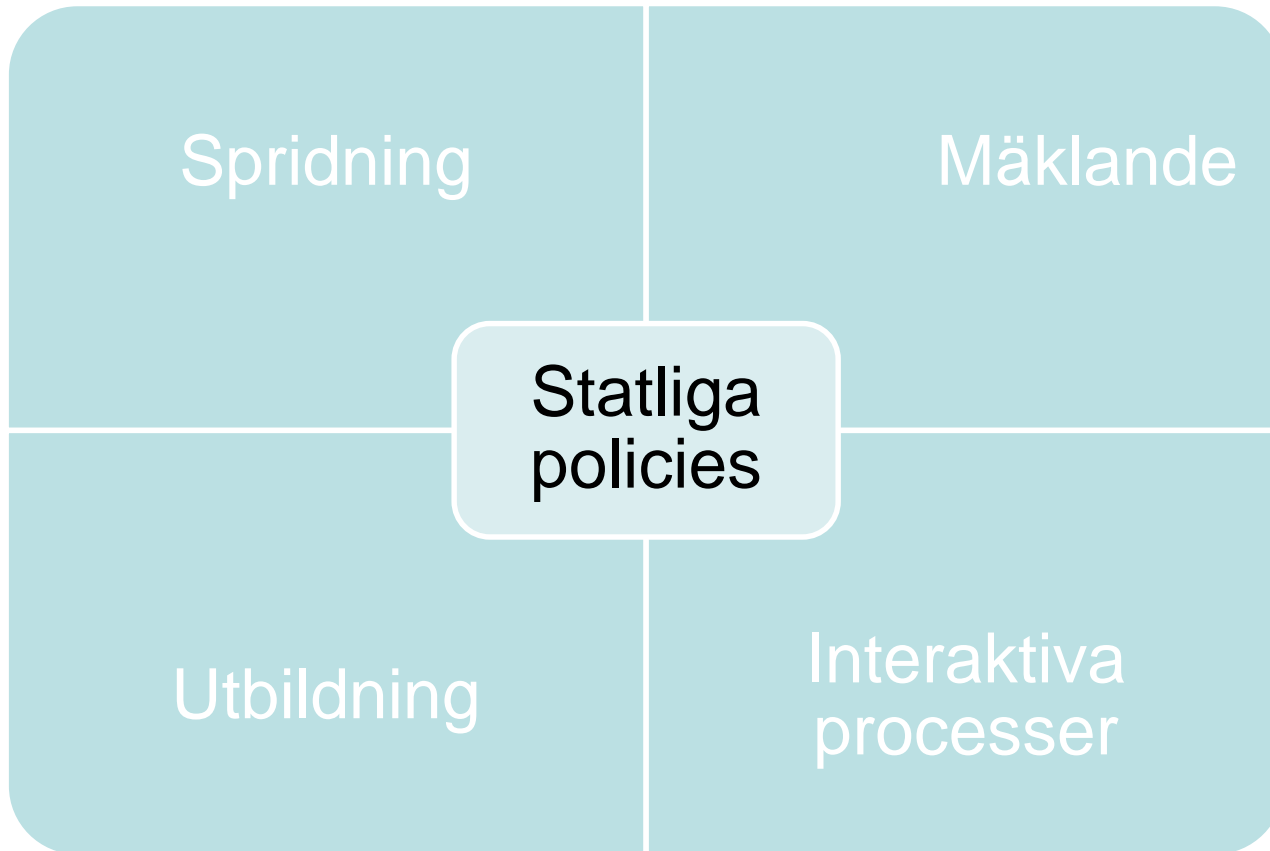 Spridning
Mäklande
Statliga
policies
Utbildning
Interaktiva
processer